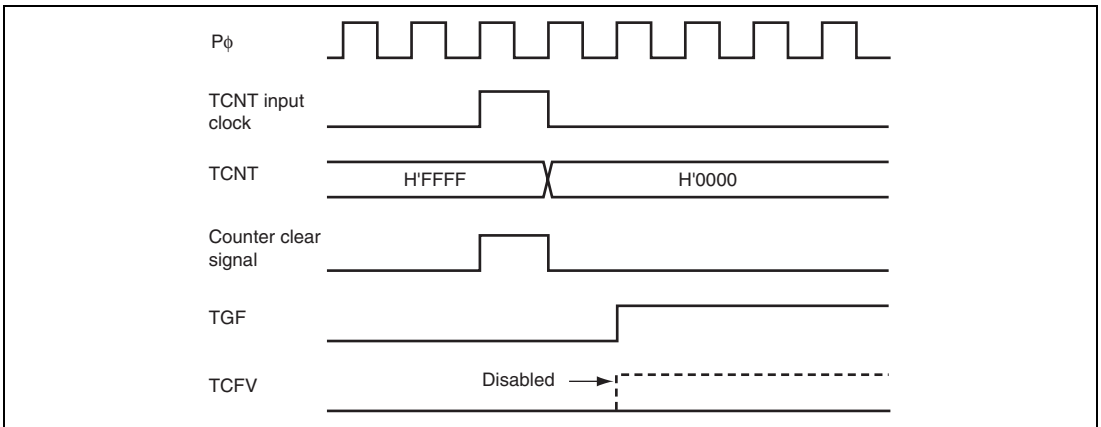 Pϕ
TCNT input
clock
TCNT
H'FFFF
H'0000
Counter clear
signal
TGF
TCFV
Disabled